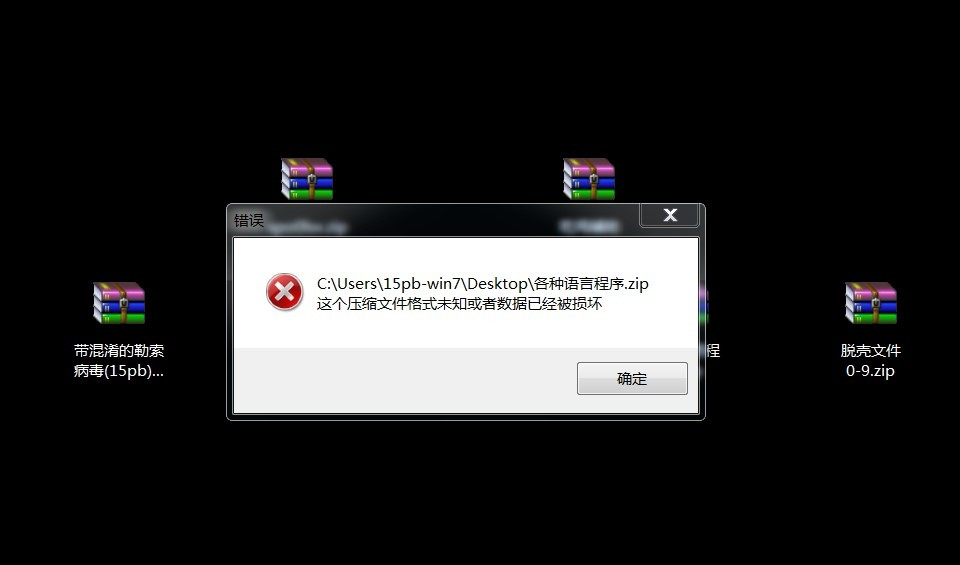 错误
C:\Users\15pb-win7\Desktop\各种语言程序.zip
这个压缩文件格式未知或者数据已经被损坏
带混淆的勒索
病毒(15pb)...
程
脱壳文件
0-9.zip
确定